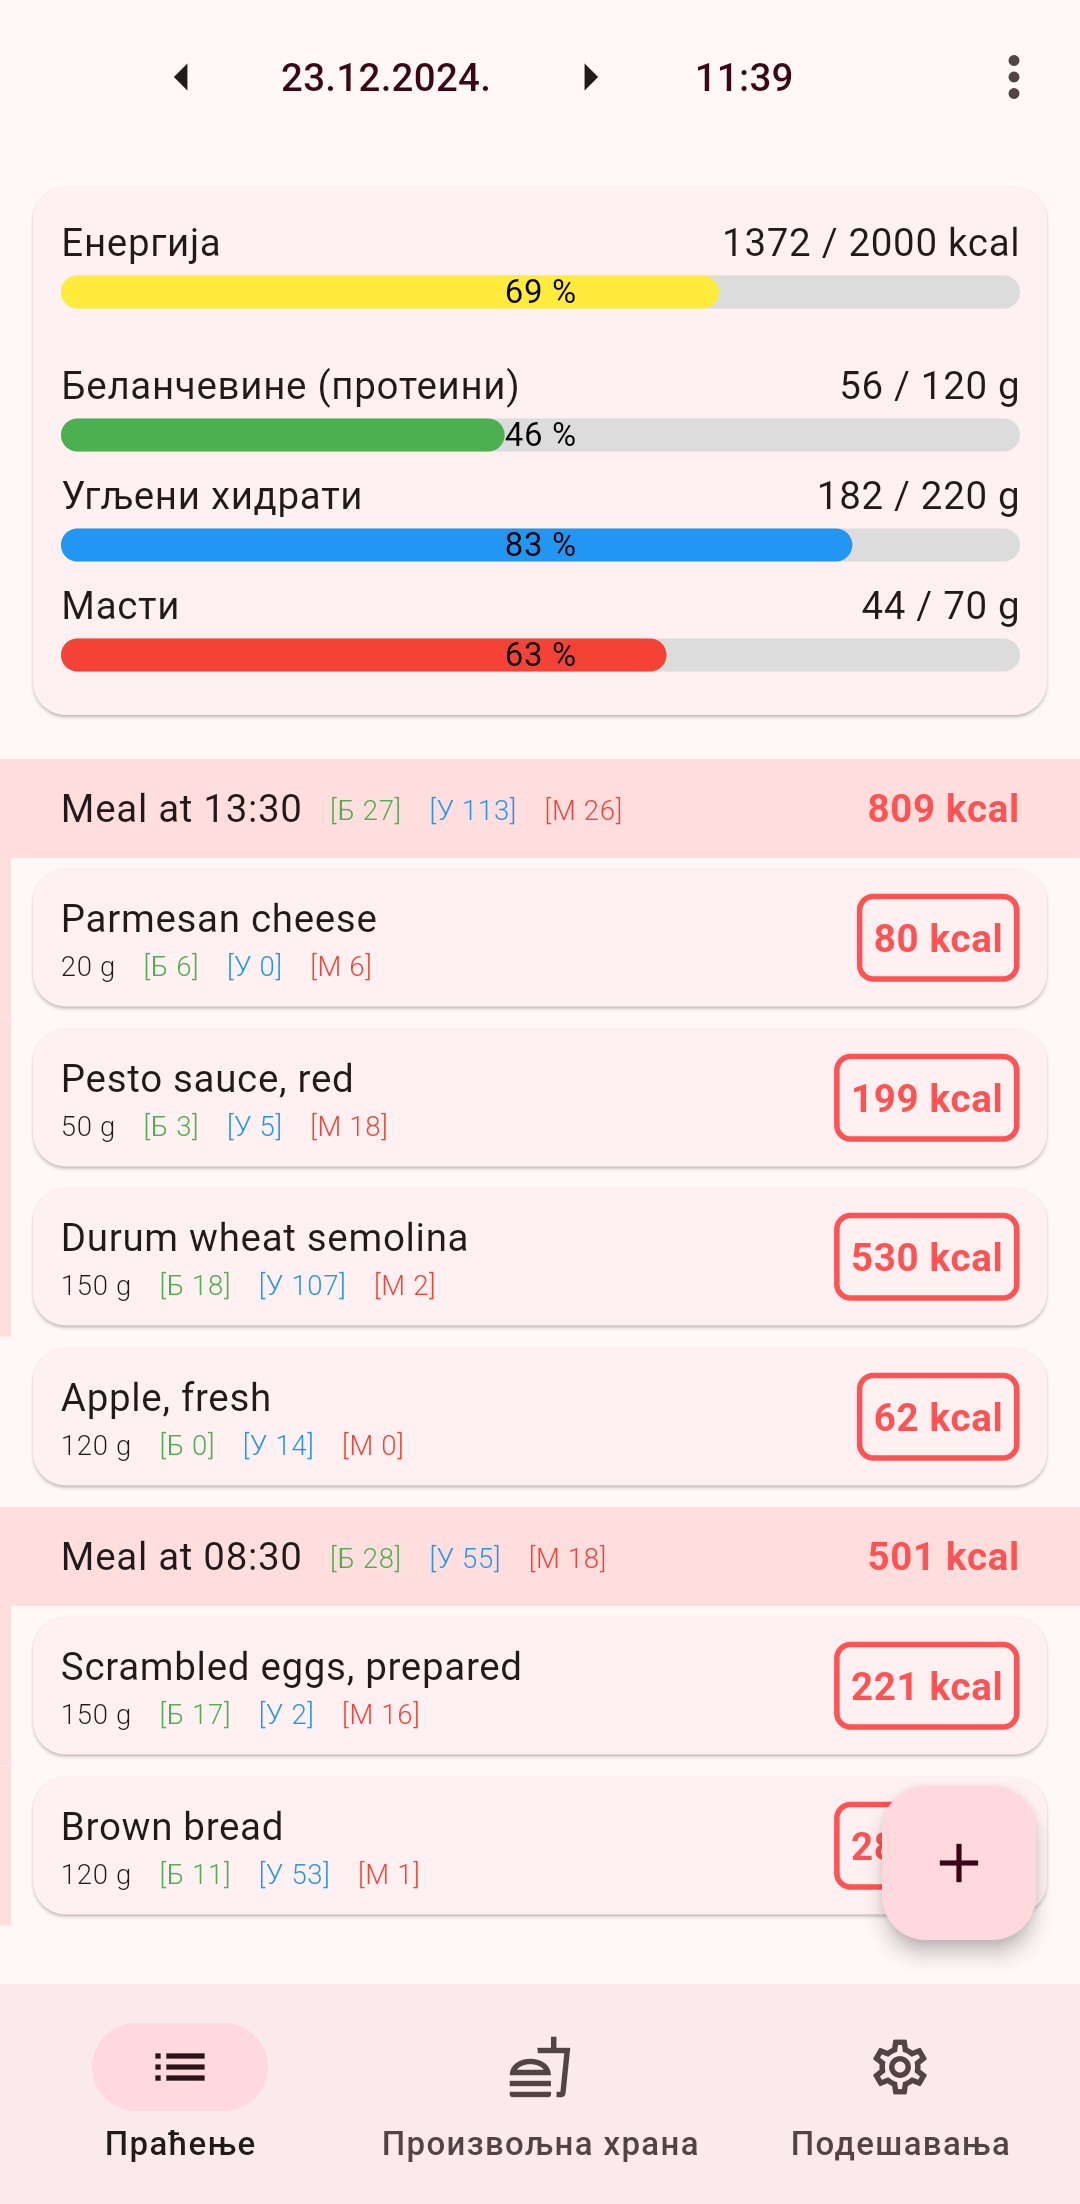 23.12.2024. 11:39
Енергија 1372 / 2000 kcal
69 %
Беланчевине (протеини) 56 / 120 g
46 %
Угљени хидрати 182 / 220 g
83 %
Масти 44 / 70 g
63 %
Meal at 13:30 [Б 27] [У 113] [М 26] 809 kcal
Parmesan cheese 80 kcal
20 g [Б 6] [У 0] [М 6]
Pesto sauce, red 199 kcal
50 g [Б 3] [У 5] [М 18]
Durum wheat semolina 530 kcal
150 g [Б 18] [У 107] [М 2]
Apple, fresh 62 kcal
120 g [Б 0] [У 14] [М 0]
Meal at 08:30 [Б 28] [У 55] [М 18] 501 kcal
Scrambled eggs, prepared 221 kcal
150 g [Б 17] [У 2] [М 16]
Brown bread
120 g [Б 11] [У 53] [М 1]
Праћење Произвољна храна Подешавања